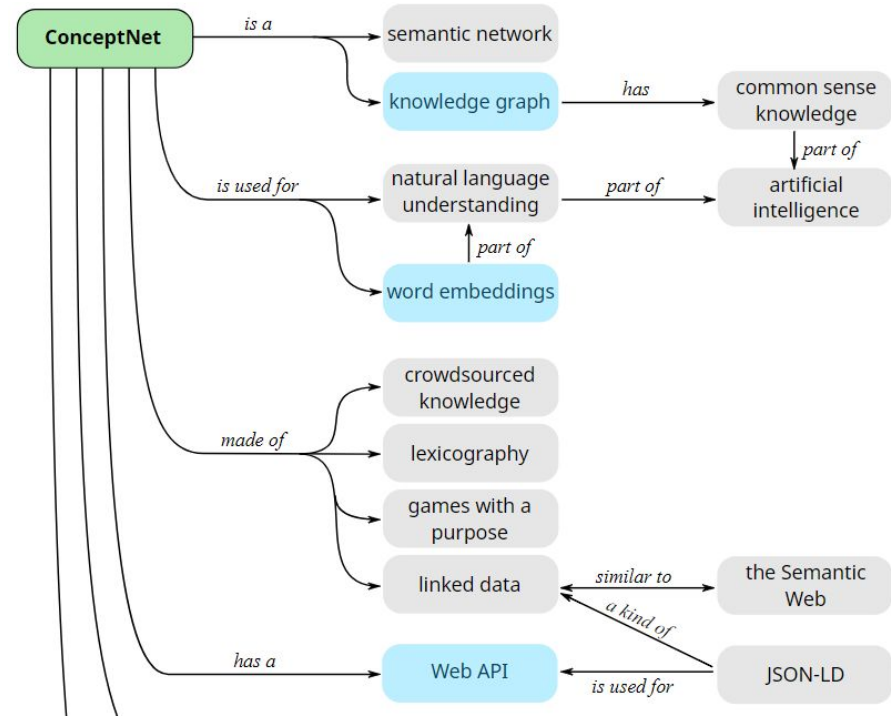 ConceptNet
is a
semantic network
knowledge graph
has
common sense
knowledge
part of
is used for
natural language
understanding
part of
artificial
intelligence
part of
word embeddings
crowdsourced
knowledge
made of
lexicography
games with a
purpose
linked data
similar to
the Semantic
Web
a kind of
has a
Web API
is used for
JSON-LD